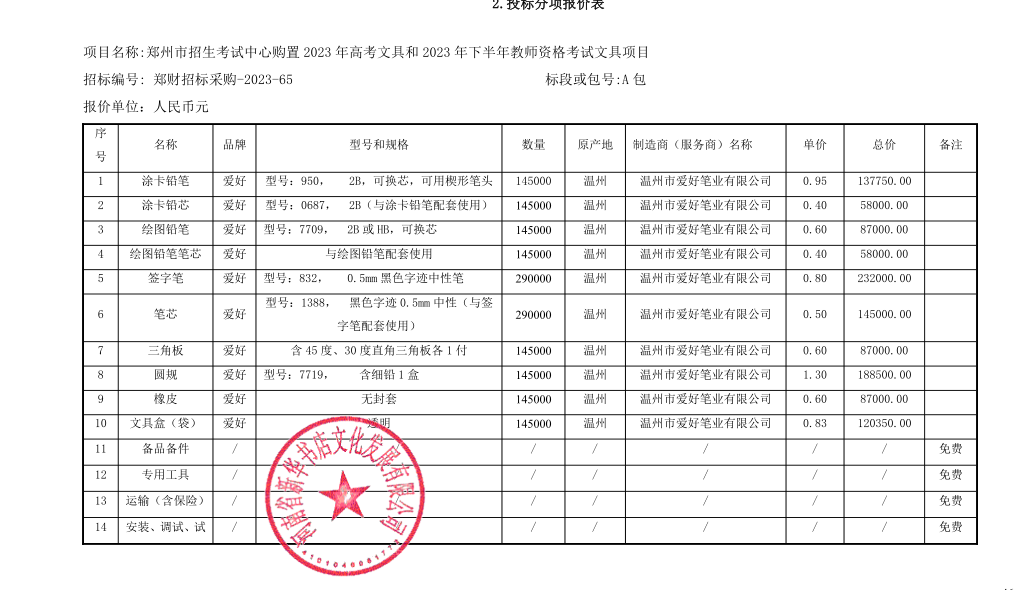 2.投标分项报价表
项目名称:郑州市招生考试中心购置 2023 年高考文具和 2023 年下半年教师资格考试文具项目
招标编号: 郑财招标采购-2023-65 标段或包号:A 包
报价单位: 人民币元
序号 名称 品牌 型号和规格 数量 原产地 制造商（服务商）名称 单价 总价 备注
1 涂卡铅笔 爱好 型号: 950， 2B，可换芯，可用楔形笔头 145000 温州 温州市爱好笔业有限公司 0.95 137750.00
2 涂卡铅芯 爱好 型号: 0687， 2B（与涂卡铅笔配套使用） 145000 温州 温州市爱好笔业有限公司 0.40 58000.00
3 绘图铅笔 爱好 型号: 7709， 2B 或 HB，可换芯 145000 温州 温州市爱好笔业有限公司 0.60 87000.00
4 绘图铅笔笔芯 爱好 与绘图铅笔配套使用 145000 温州 温州市爱好笔业有限公司 0.40 58000.00
5 签字笔 爱好 型号: 832， 0.5mm 黑色字迹中性笔 290000 温州 温州市爱好笔业有限公司 0.80 232000.00
6 笔芯 爱好 型号: 1388， 黑色字迹 0.5mm 中性（与签字笔配套使用） 290000 温州 温州市爱好笔业有限公司 0.50 145000.00
7 三角板 爱好 含 45 度、30 度直角三角板各 1 付 145000 温州 温州市爱好笔业有限公司 0.60 87000.00
8 圆规 爱好 型号: 7719， 含细铅 1 盒 145000 温州 温州市爱好笔业有限公司 1.30 188500.00
9 橡皮 爱好 无封套 145000 温州 温州市爱好笔业有限公司 0.60 87000.00
10 文具盒（袋） 爱好 透明 145000 温州 温州市爱好笔业有限公司 0.83 120350.00
11 备品备件 / / / / / / 免费
12 专用工具 / / / / / / 免费
13 运输（含保险） / / / / / / 免费
14 安装、调试、试 / / / / / / 免费
河南省新华书店文化发展有限公司